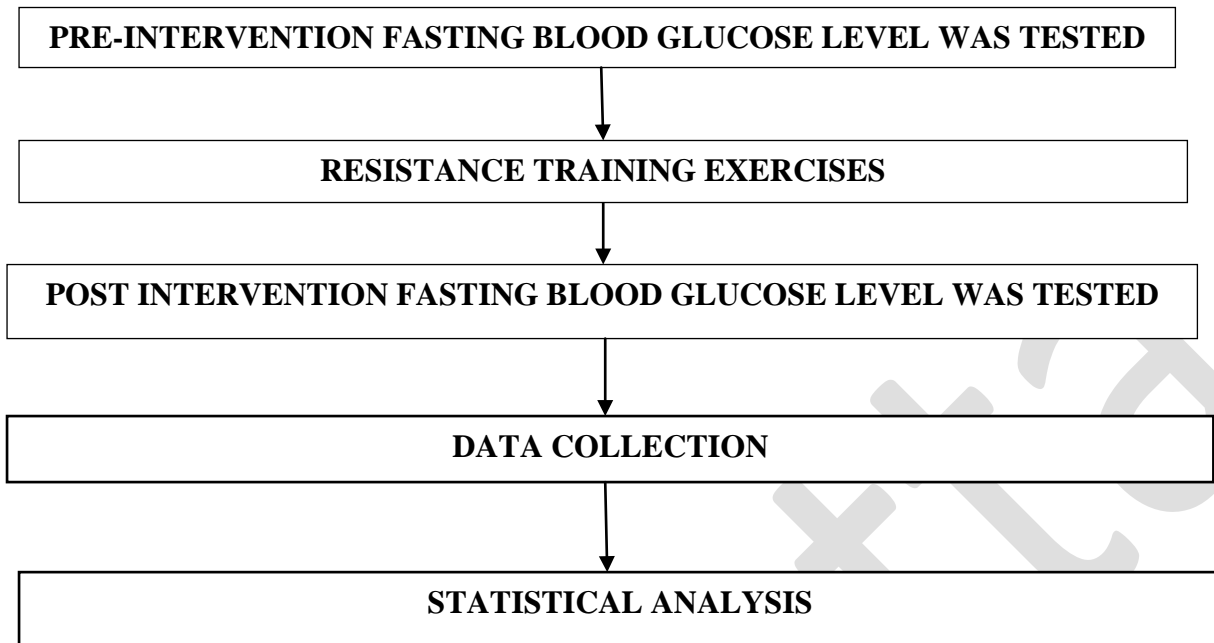 PRE-INTERVENTION FASTING BLOOD GLUCOSE LEVEL WAS TESTED
RESISTANCE TRAINING EXERCISES
POST INTERVENTION FASTING BLOOD GLUCOSE LEVEL WAS TESTED
DATA COLLECTION
STATISTICAL ANALYSIS